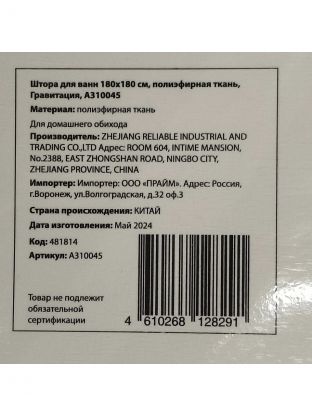 Штора для ванн 180х180 см, полиэфирная ткань,
Гравитация, А310045
Материал: полиэфирная ткань
Для домашнего обихода
Производитель: ZHEJIANG RELIABLE INDUSTRIAL AND
TRADING CO.,LTD Адрес: ROOM 604, INTIME MANSION,
No.2388, EAST ZHONGSHAN ROAD, NINGBO CITY,
ZHEJIANG PROVINCE, CHINA
Импортер: Импортер: ООО «ПРАЙМ». Адрес: Россия,
г.Воронеж, ул.Волгоградская, д.32 оф.3
Страна происхождения: КИТАЙ
Дата изготовления: Май 2024
Код: 481814
Артикул: А310045
Товар не подлежит
обязательной
сертификации
4 610268 128291